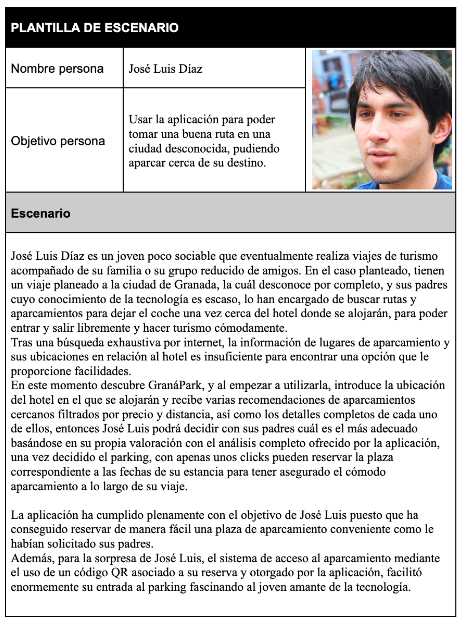 PLANTILLA DE ESCENARIO
Nombre persona
José Luis Díaz
Objetivo persona
Usar la aplicación para poder
tomar una buena ruta en una
ciudad desconocida, pudiendo
aparcar cerca de su destino.
Escenario
José Luis Díaz es un joven poco sociable que eventualmente realiza viajes de turismo
acompañado de su familia o su grupo reducido de amigos. En el caso planteado, tienen
un viaje planeado a la ciudad de Granada, la cuál desconoce por completo, y sus padres
cuyo conocimiento de la tecnología es escaso, lo han encargado de buscar rutas y
aparcamientos para dejar el coche una vez cerca del hotel donde se alojarán, para poder
entrar y salir libremente y hacer turismo cómodamente.
Tras una búsqueda exhaustiva por internet, la información de lugares de aparcamiento y
sus ubicaciones en relación al hotel es insuficiente para encontrar una opción que le
proporcione facilidades.
En este momento descubre GranáPark, y al empezar a utilizarla, introduce la ubicación
del hotel en el que se alojarán y recibe varias recomendaciones de aparcamientos
cercanos filtrados por precio y distancia, así como los detalles completos de cada uno
de ellos, entonces José Luis podrá decidir con sus padres cuál es el más adecuado
basándose en su propia valoración con el análisis completo ofrecido por la aplicación,
una vez decidido el parking, con apenas unos clicks pueden reservar la plaza
correspondiente a las fechas de su estancia para tener asegurado el cómodo
aparcamiento a lo largo de su viaje.
La aplicación ha cumplido plenamente con el objetivo de José Luis puesto que ha
conseguido reservar de manera fácil una plaza de aparcamiento conveniente como le
habían solicitado sus padres.
Además, para la sorpresa de José Luis, el sistema de acceso al aparcamiento mediante
el uso de un código QR asociado a su reserva y otorgado por la aplicación, facilitó
enormemente su entrada al parking fascinando al joven amante de la tecnología.